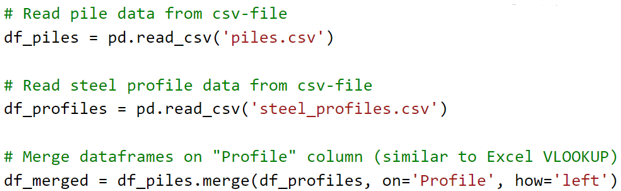 # Read pile data from csv-file
df_piles = pd.read_csv('piles.csv')
# Read steel profile data from csv-file
df_profiles = pd.read_csv('steel_profiles.csv')
# Merge dataframes on "Profile" column (similar to Excel VLOOKUP)
df_merged = df_piles.merge(df_profiles, on='Profile', how='left')